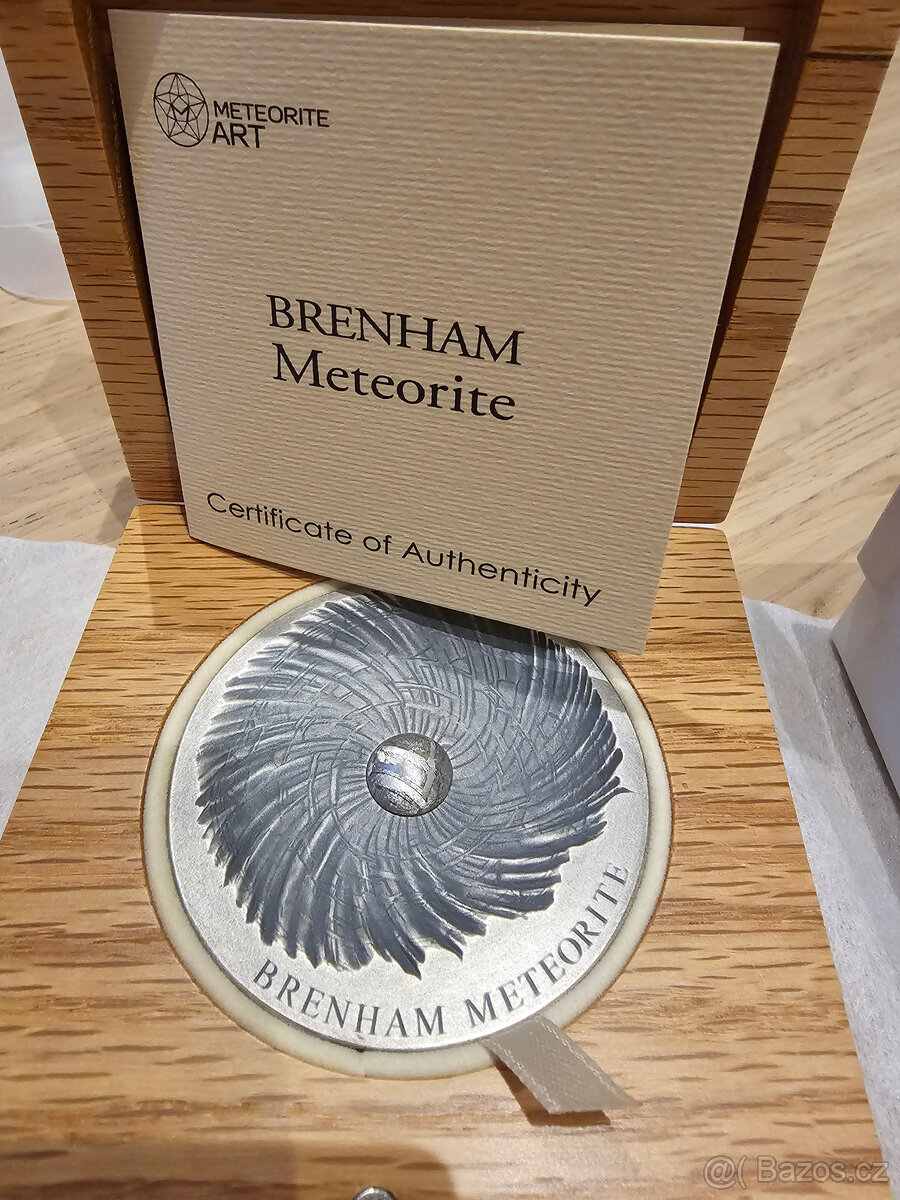 METEORITE
ART
BRENHAM
Meteorite
Certificate of Authenticity
BRENHAM METEORITE
@( Bazos.cz